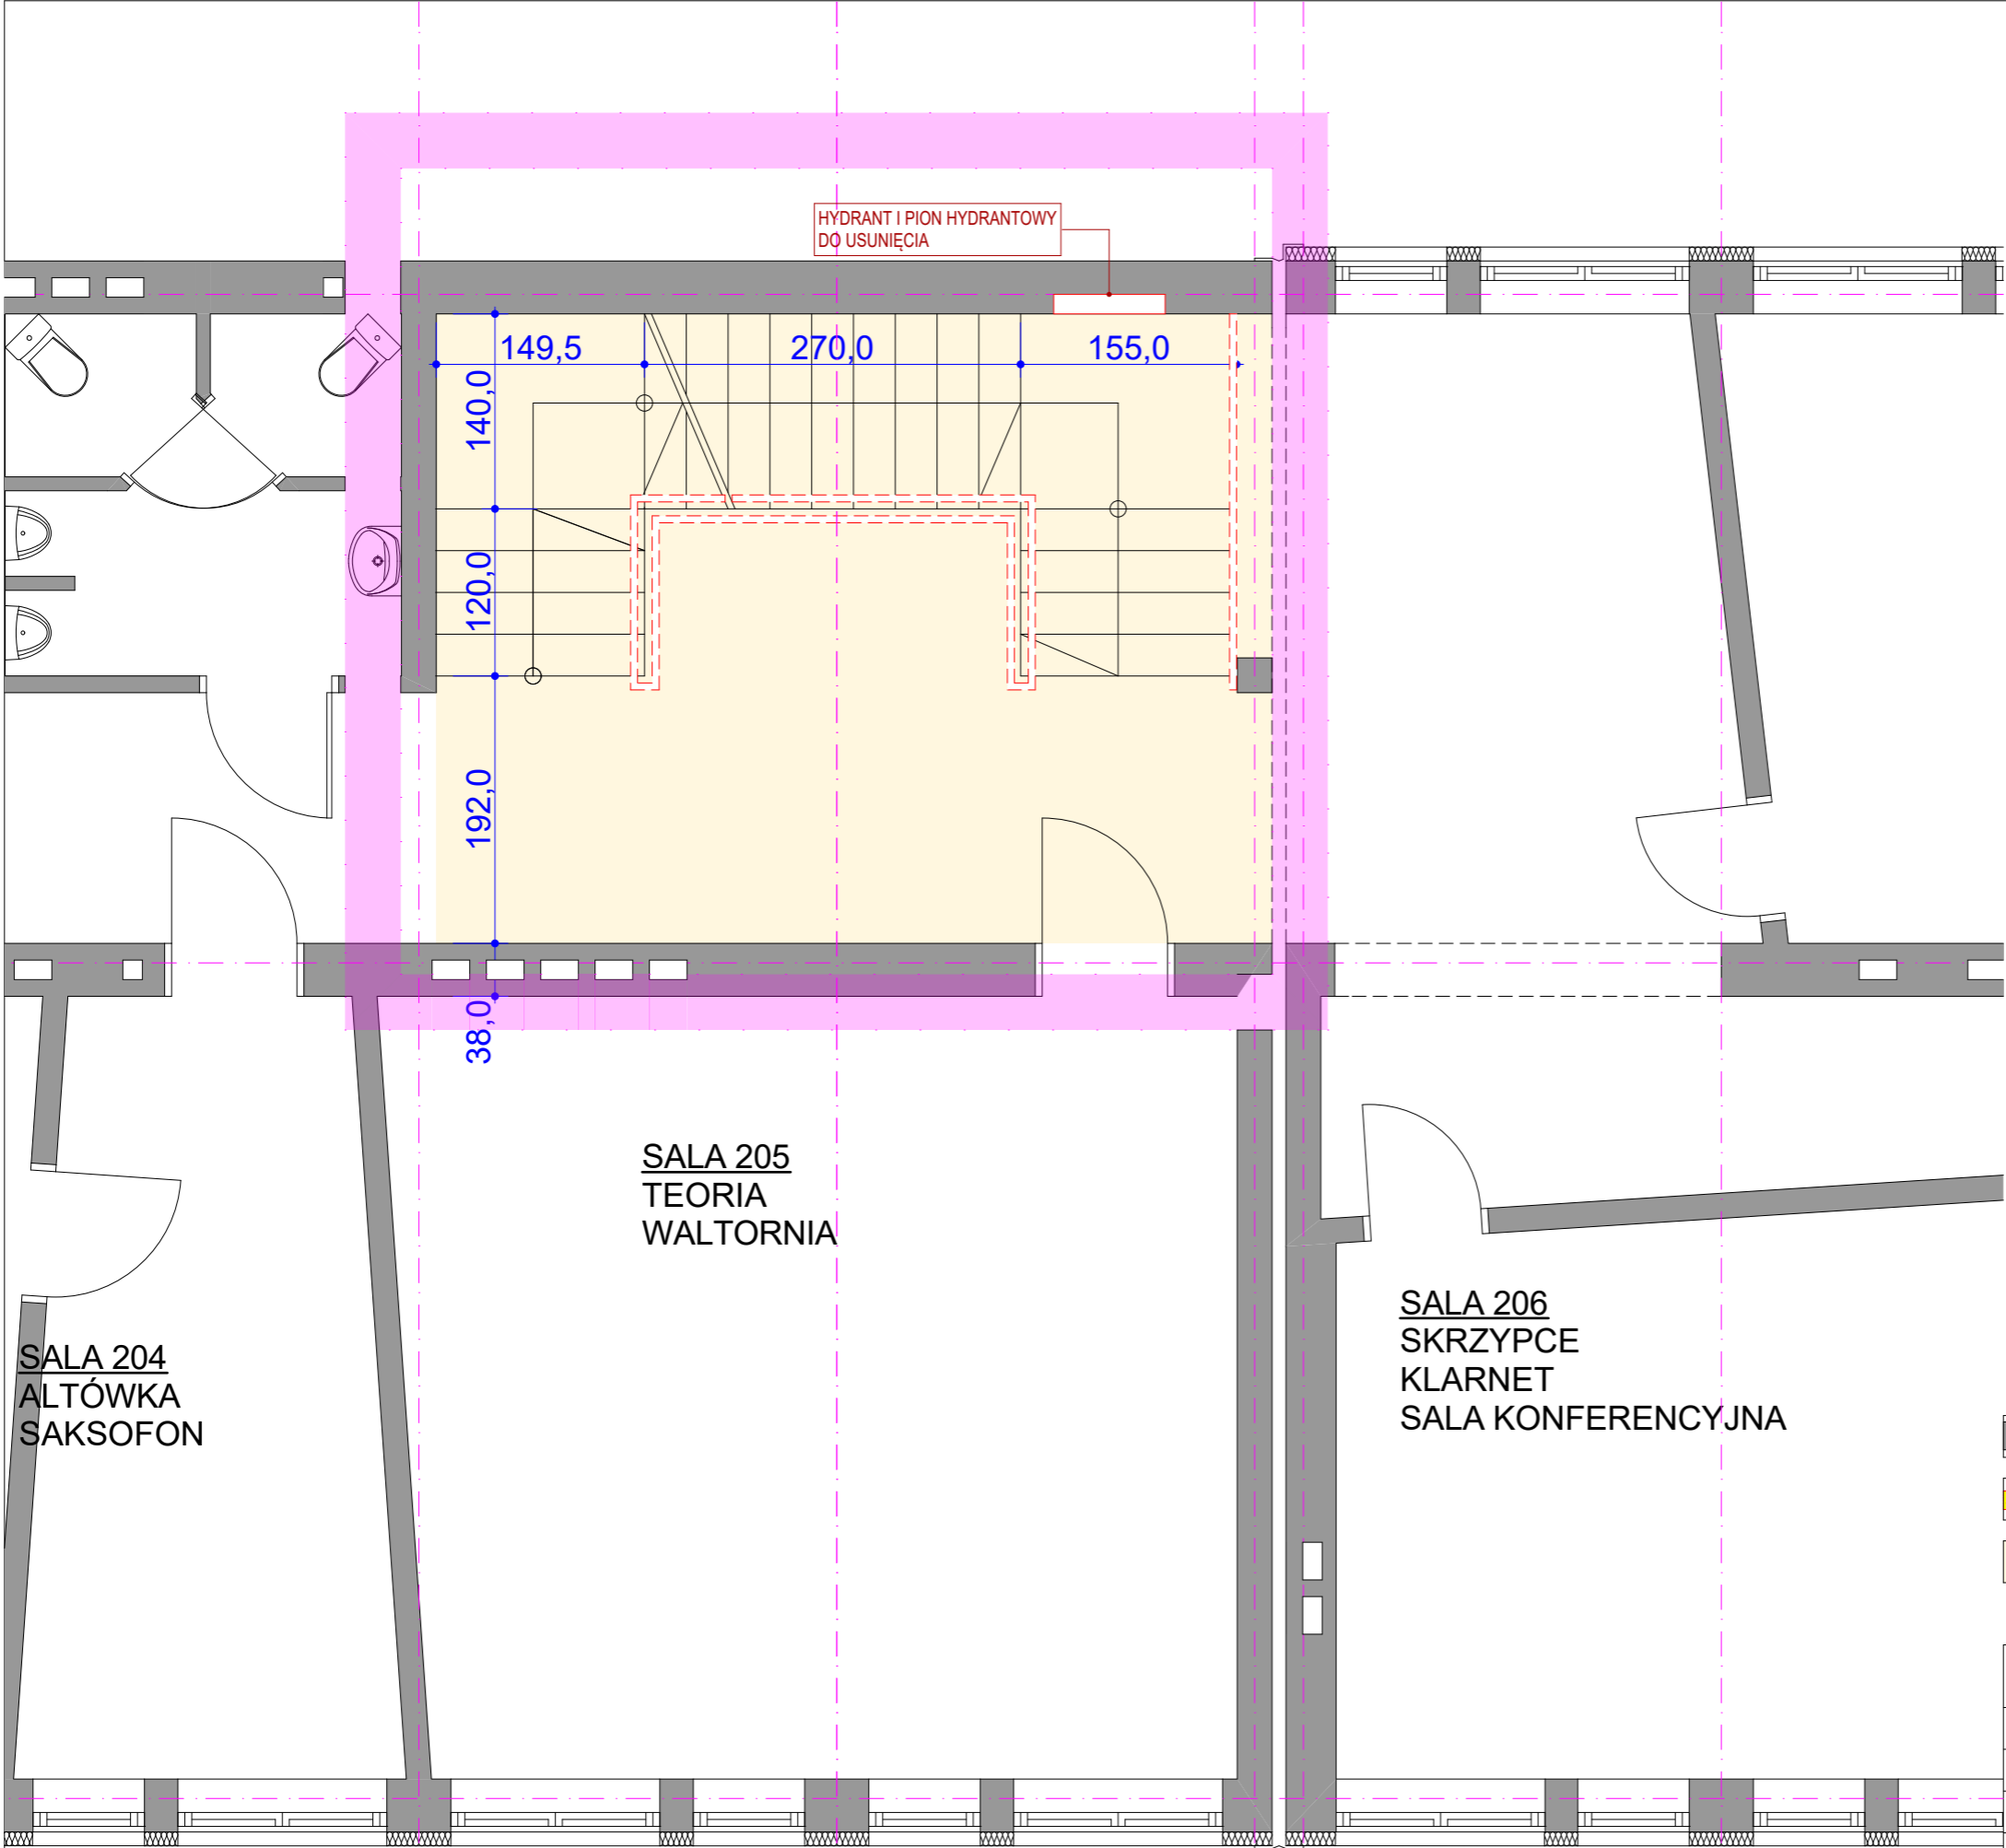 HYDRANT I PION HYDRANTOWY
DO USUNIĘCIA
149,5
270,0
155,0
140,0
120,0
192,0
38,0
SALA 205
TEORIA
WALTORNIA
SALA 206
SKRZYPCE
KLARNET
SALA KONFERENCYJNA
SALA 204
ALTÓWKA
SAKSOFON